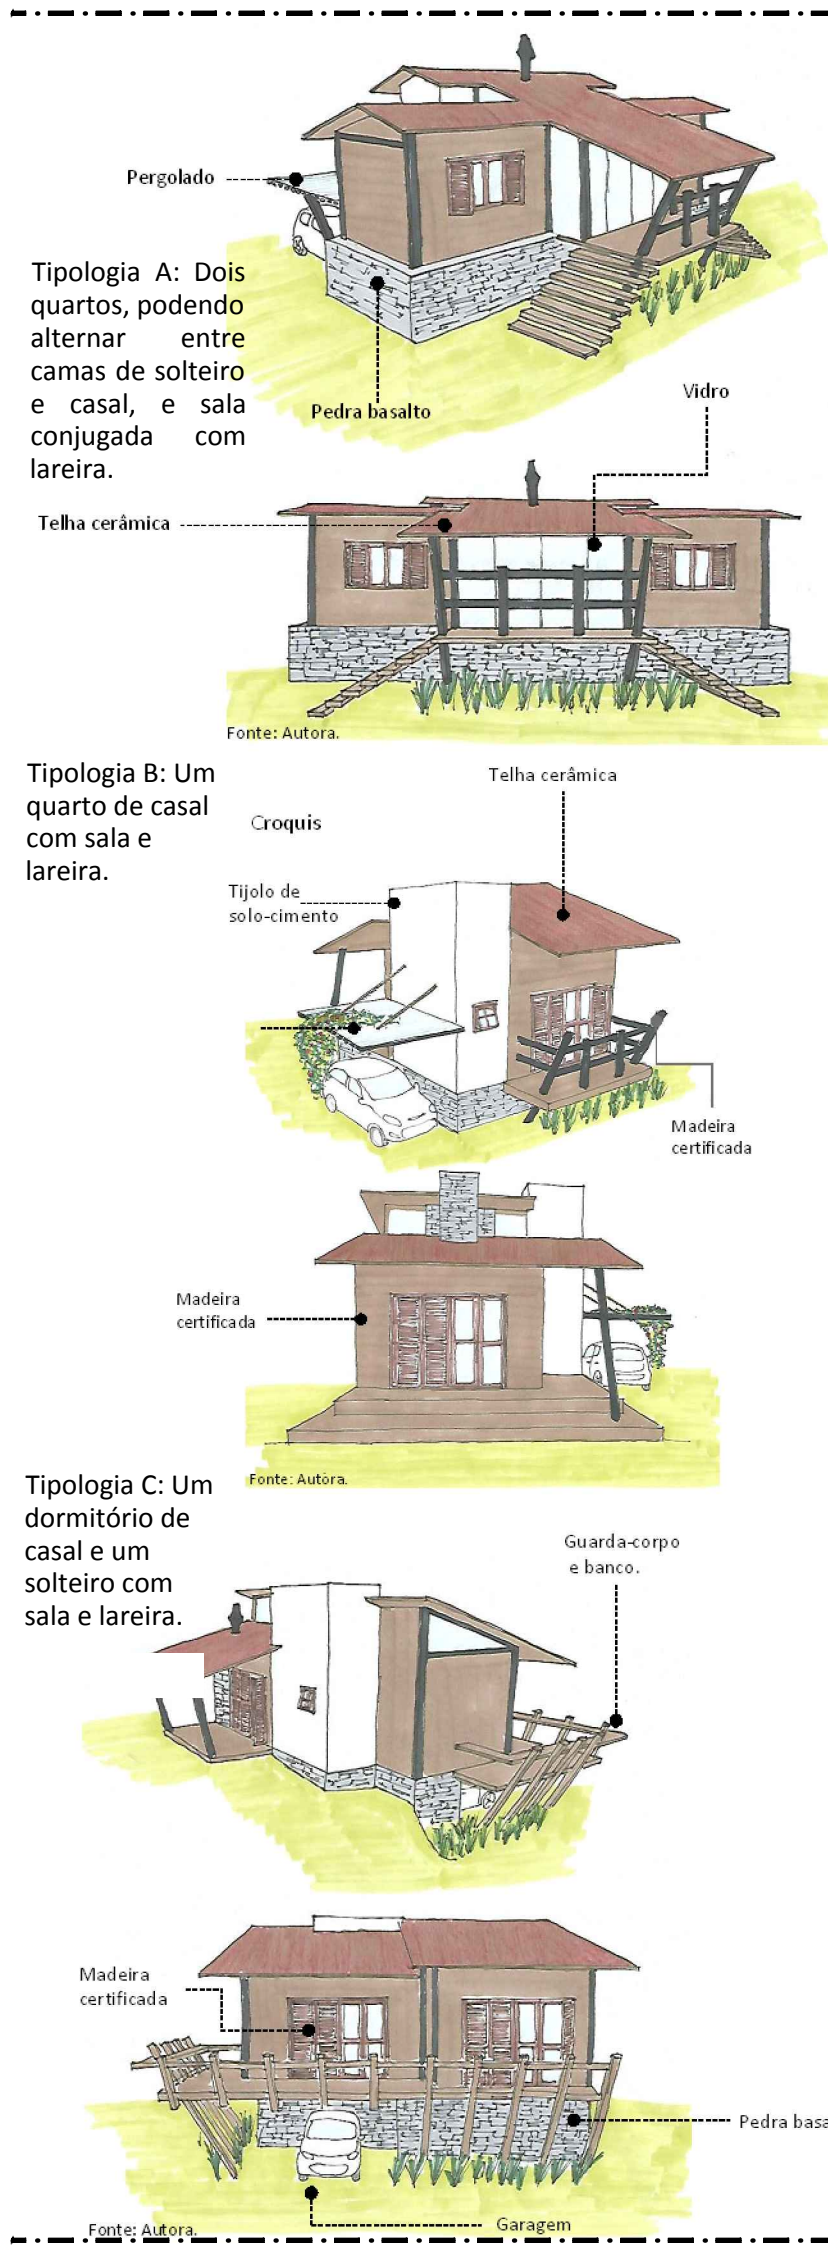 Pergolado
Tipologia A: Dois
quartos, podendo
alternar entre
camas de solteiro
e casal, e sala
conjugada com
lareira.
Pedra basalto
Vidro
Telha cerâmica
Fonte: Autora.
Tipologia B: Um
quarto de casal
com sala e
lareira.
Telha cerâmica
Croquis
Tijolo de
solo-cimento
Madeira
certificada
Madeira
certificada
Fonte: Autora.
Tipologia C: Um
dormitório de
casal e um
solteiro com
sala e lareira.
Guarda-corpo
e banco.
Madeira
certificada
Pedra basa
Garagem
Fonte: Autora.